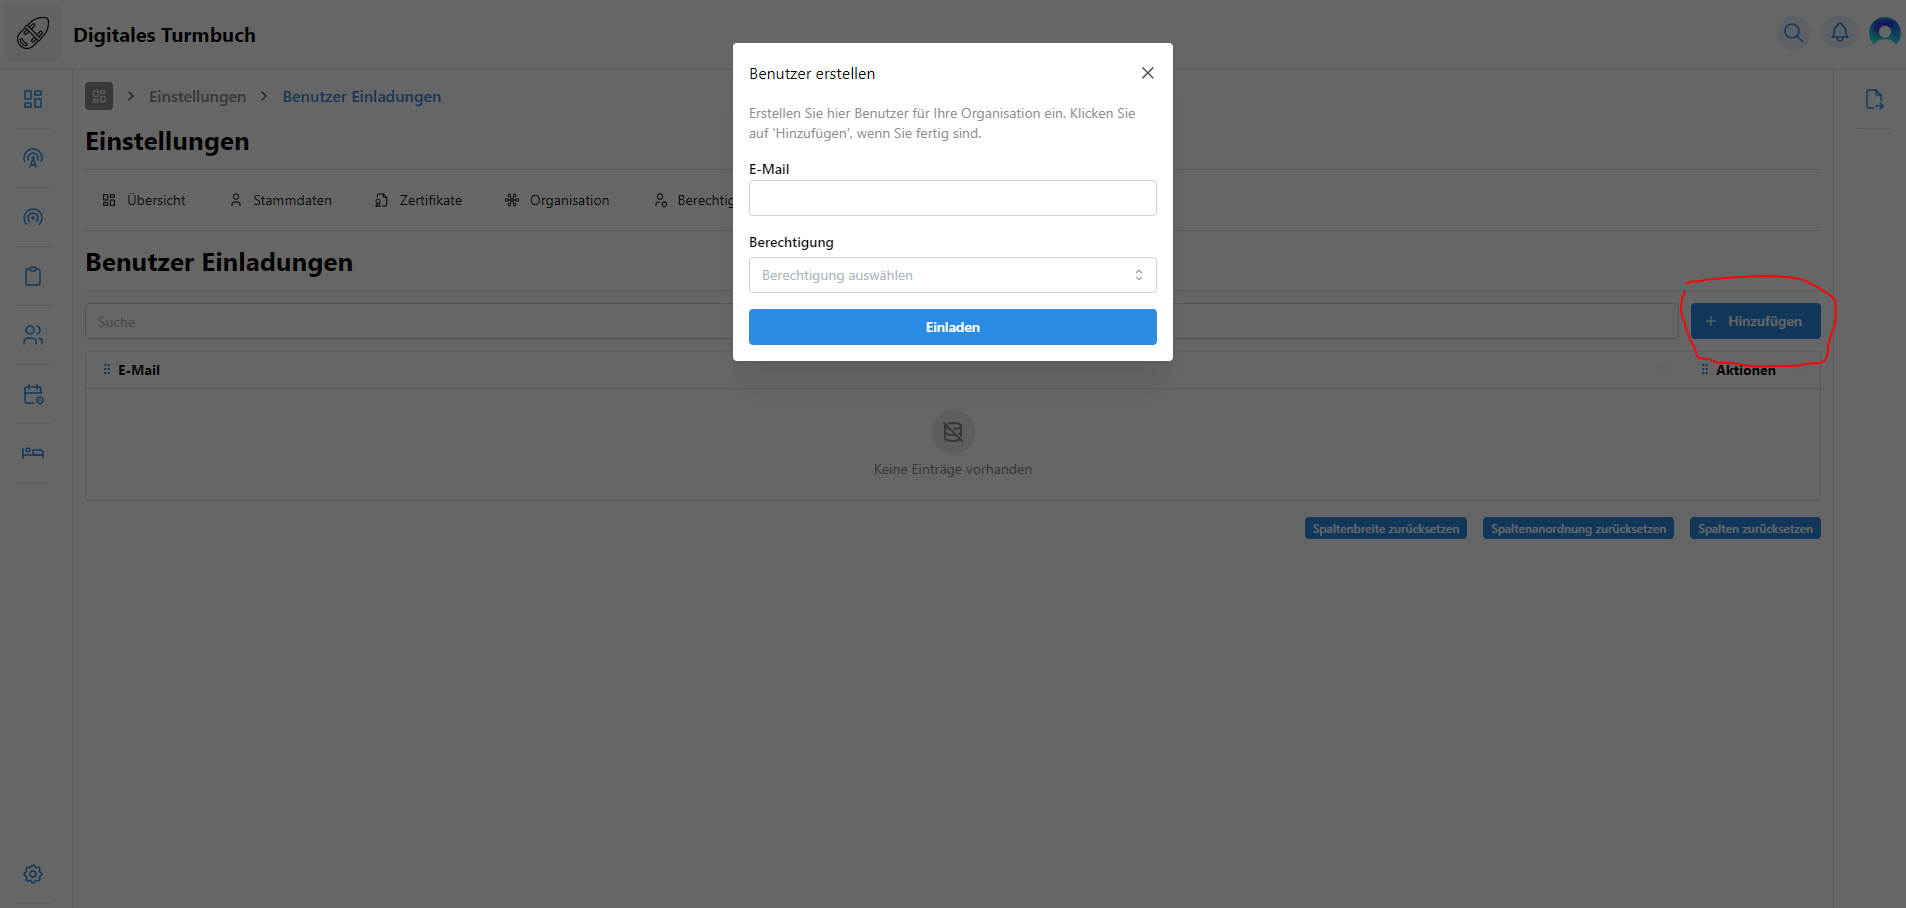 Digitales Turmbuch
Benutzer erstellen
Erstellen Sie hier Benutzer für Ihre Organisation ein. Klicken Sie
auf 'Hinzufügen', wenn Sie fertig sind.
E-Mail
Berechtigung
Berechtigung auswählen
Einladen
Einstellungen
Benutzer Einladungen
Einstellungen
Übersicht
Stammdaten
Zertifikate
Organisation
Berechtig
Benutzer Einladungen
Suche
+ Hinzufügen
E-Mail
Aktionen
Keine Einträge vorhanden
Spaltenbreite zurücksetzen
Spaltenanordnung zurücksetzen
Spalten zurücksetzen